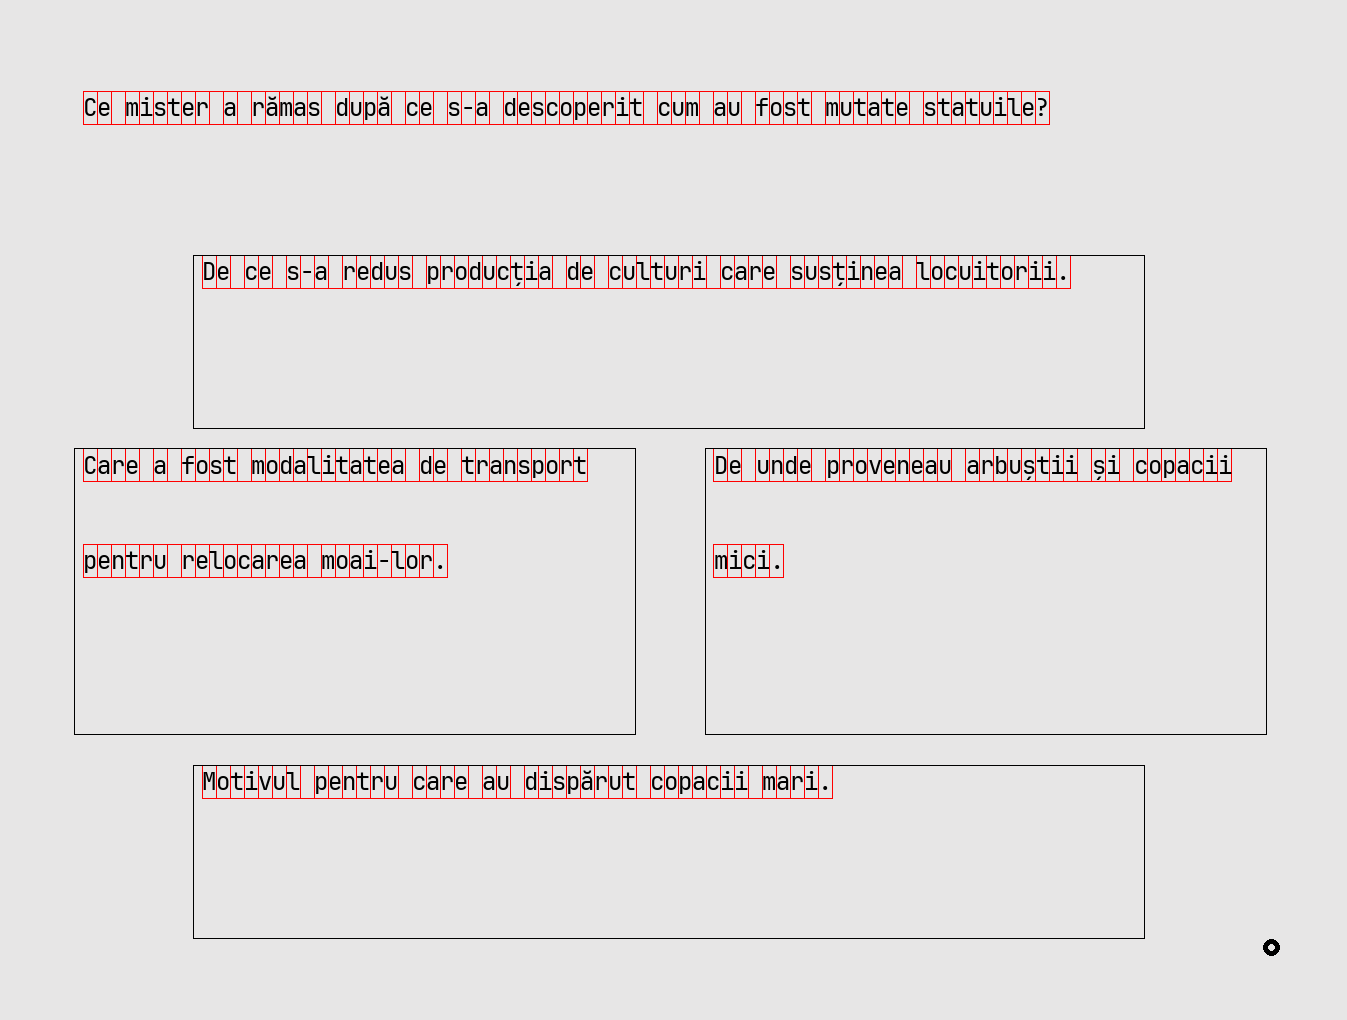 Ce mister a rămas după ce s-a descoperit cum au fost mutate statuile?
De ce s-a redus producția de culturi care susținea locuitorii.
Care a fost modalitatea de transport
pentru relocarea moai-lor.
De unde proveneau arbuștii și copacii
mici.
Motivul pentru care au dispărut copacii mari.